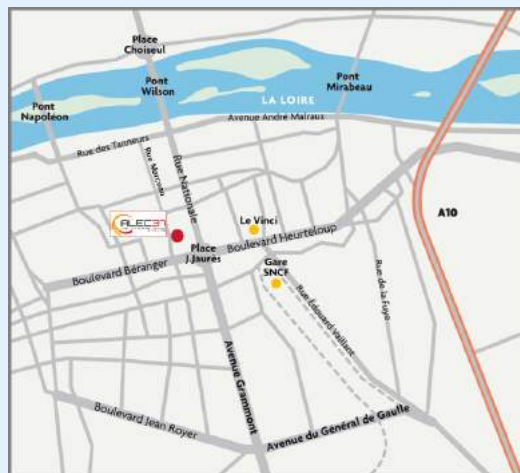 Place
Choiseul
Pont
Wilson
Pont
Mirabeau
Pont
Napoléon
LA LOIRE
Avenue André Malraux
Rue des Tanneurs
Rue Marceau
Rue Nationale
A10
ALEC37
Le Vinci
Boulevard Heurteloup
Place
J.Jaurès
Gare
SNCF
Boulevard Béranger
Rue de la Fuye
Rue Édouard Vaillant
Avenue Grammont
Boulevard Jean Royer
Avenue du Général de Gaulle